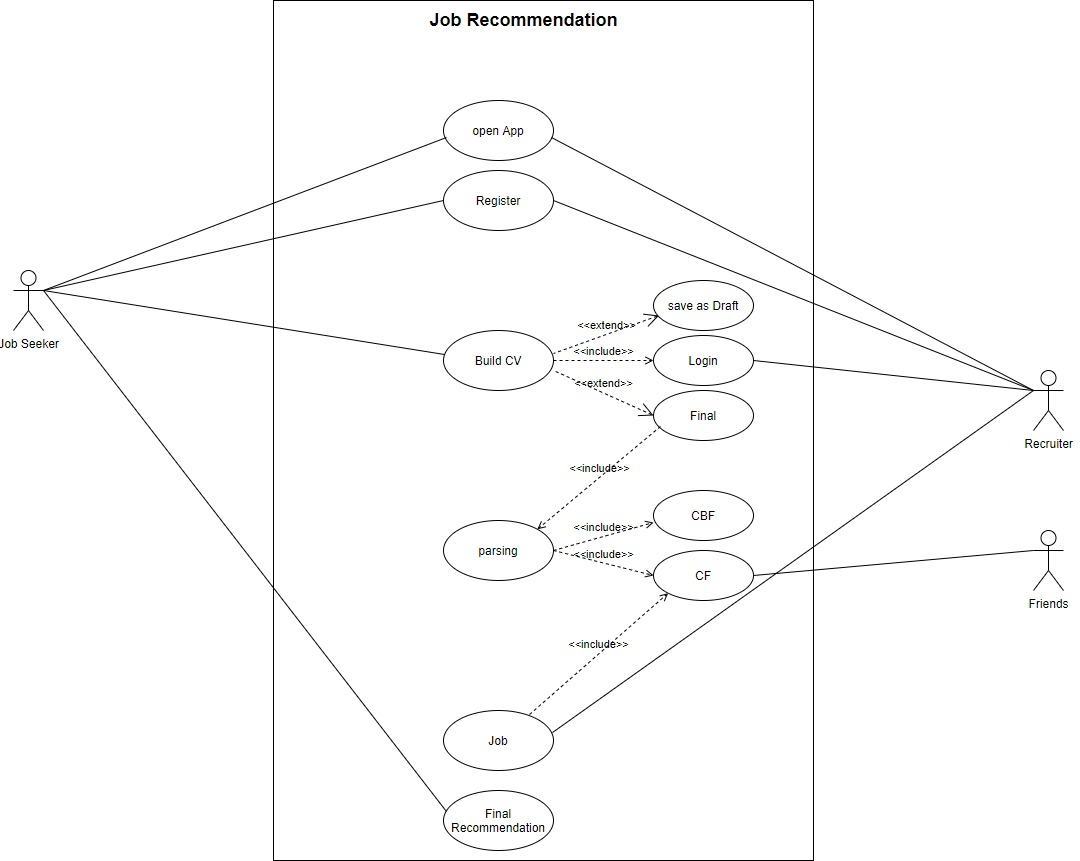 Job Recommendation
open App
Register
Job Seeker
save as Draft
<<extend>>
<<include>>
Build CV
Login
<<extend>>
Final
Recruiter
<<include>>
CBF
<<include>>
parsing
<<include>>
CF
Friends
<<include>>
Job
Final
Recommendation